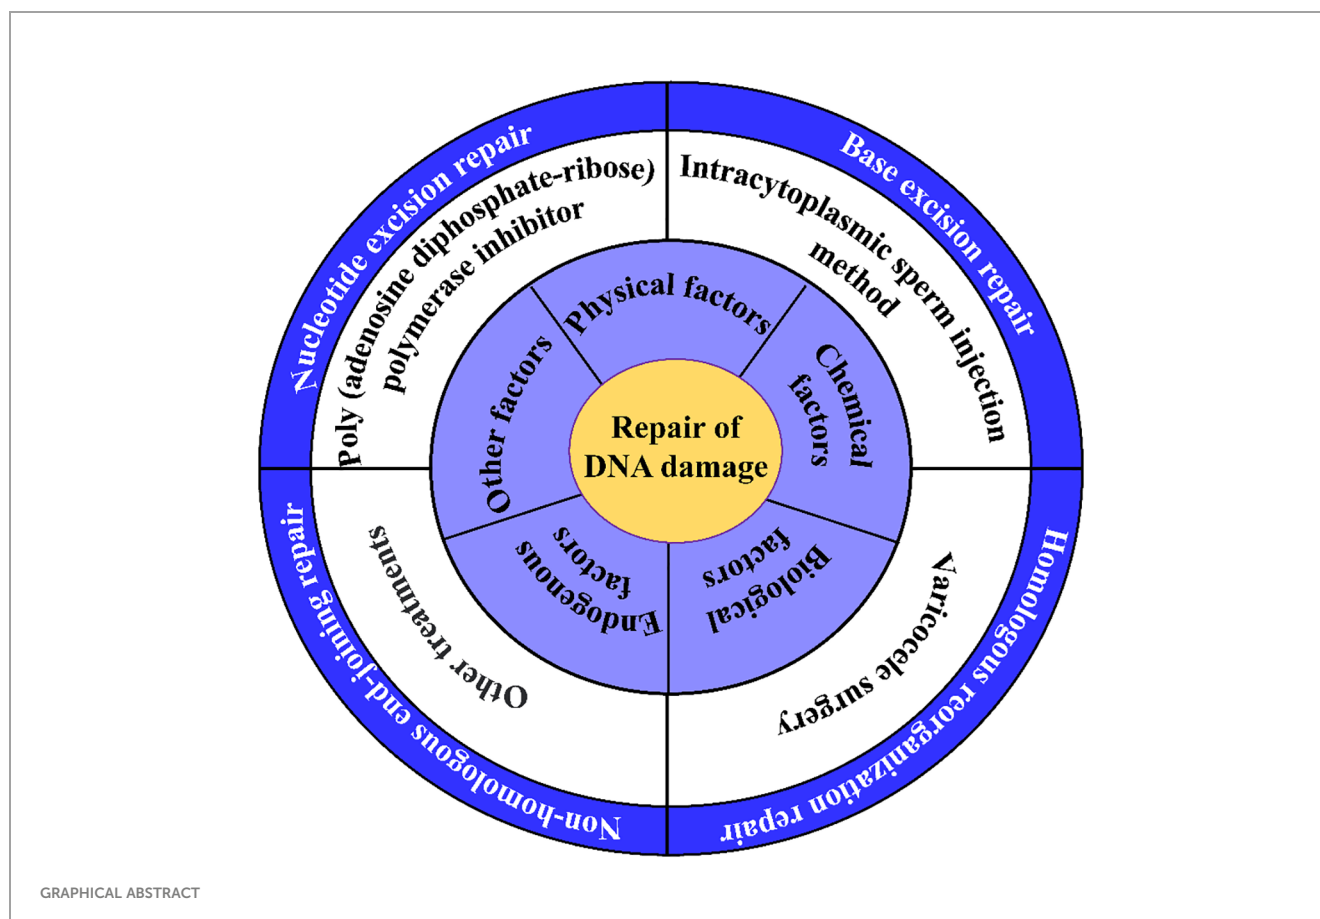 Nucleotide excision repair
Base excision repair
Homologous reorganization repair
Non-homologous end-joining repair
Poly (adenosine diphosphate-ribose)
polymerase inhibitor
Intracytoplasmic sperm injection
method
Varicocele surgery
Other treatments
Physical factors
Chemical
factors
Biological
factors
Endogenous
factors
Other factors
Repair of
DNA damage
GRAPHICAL ABSTRACT